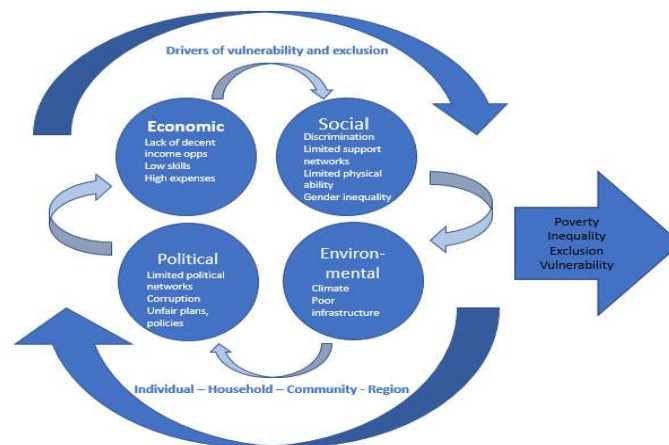 Drivers of vulnerability and exclusion
Economic
Lack of decent
income opps
Low skills
High expenses
Social
Discrimination
Limited support
networks
Limited physical
ability
Gender inequality
Political
Limited political
networks
Corruption
Unfair plans,
policies
Environ-
mental
Climate
Poor
infrastructure
Individual – Household – Community - Region
Poverty
Inequality
Exclusion
Vulnerability